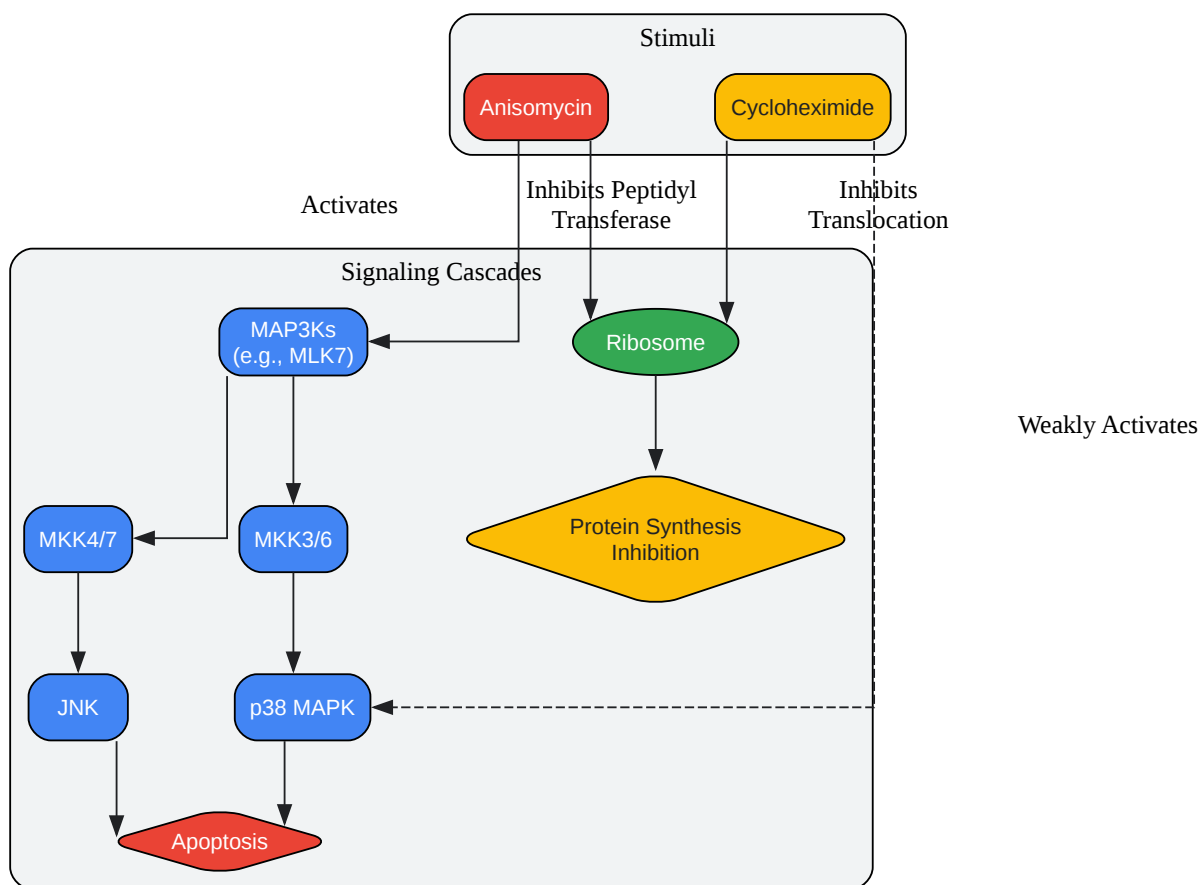 Stimuli
Anisomycin
Cycloheximide
Activates
Inhibits Peptidyl
Transferase
Inhibits
Translocation
Signaling Cascades
MAP3Ks
(e.g., MLK7)
Ribosome
Weakly Activates
MKK4/7
MKK3/6
Protein Synthesis
Inhibition
JNK
p38 MAPK
Apoptosis